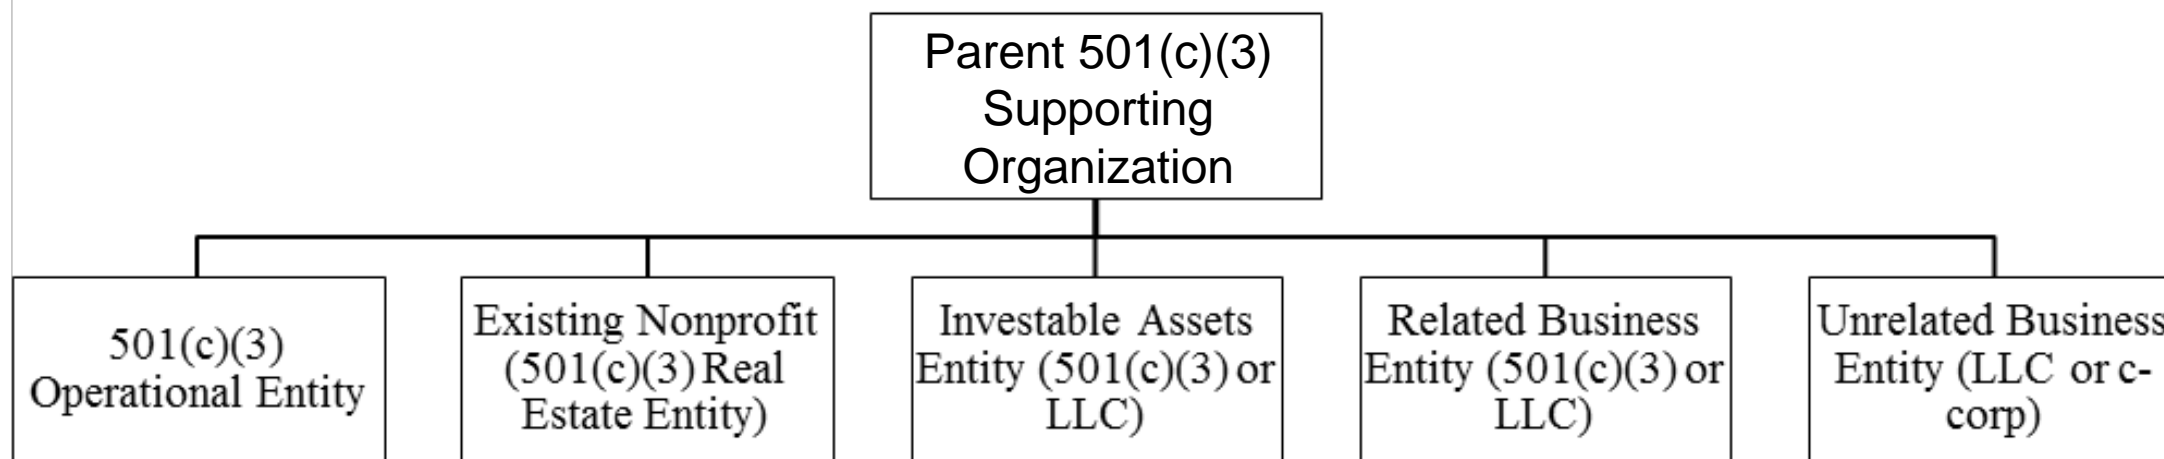 Parent 501(c)(3)
Supporting
Organization
501(c)(3)
Operational Entity
Existing Nonprofit
(501(c)(3) Real
Estate Entity)
Investable Assets
Entity (501(c)(3) or
LLC)
Related Business
Entity (501(c)(3) or
LLC)
Unrelated Business
Entity (LLC or c-
corp)